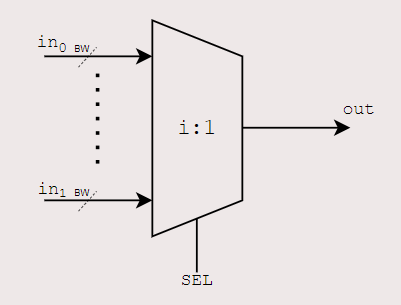 in₀ BW
out
i:1
in₁ BW
SEL